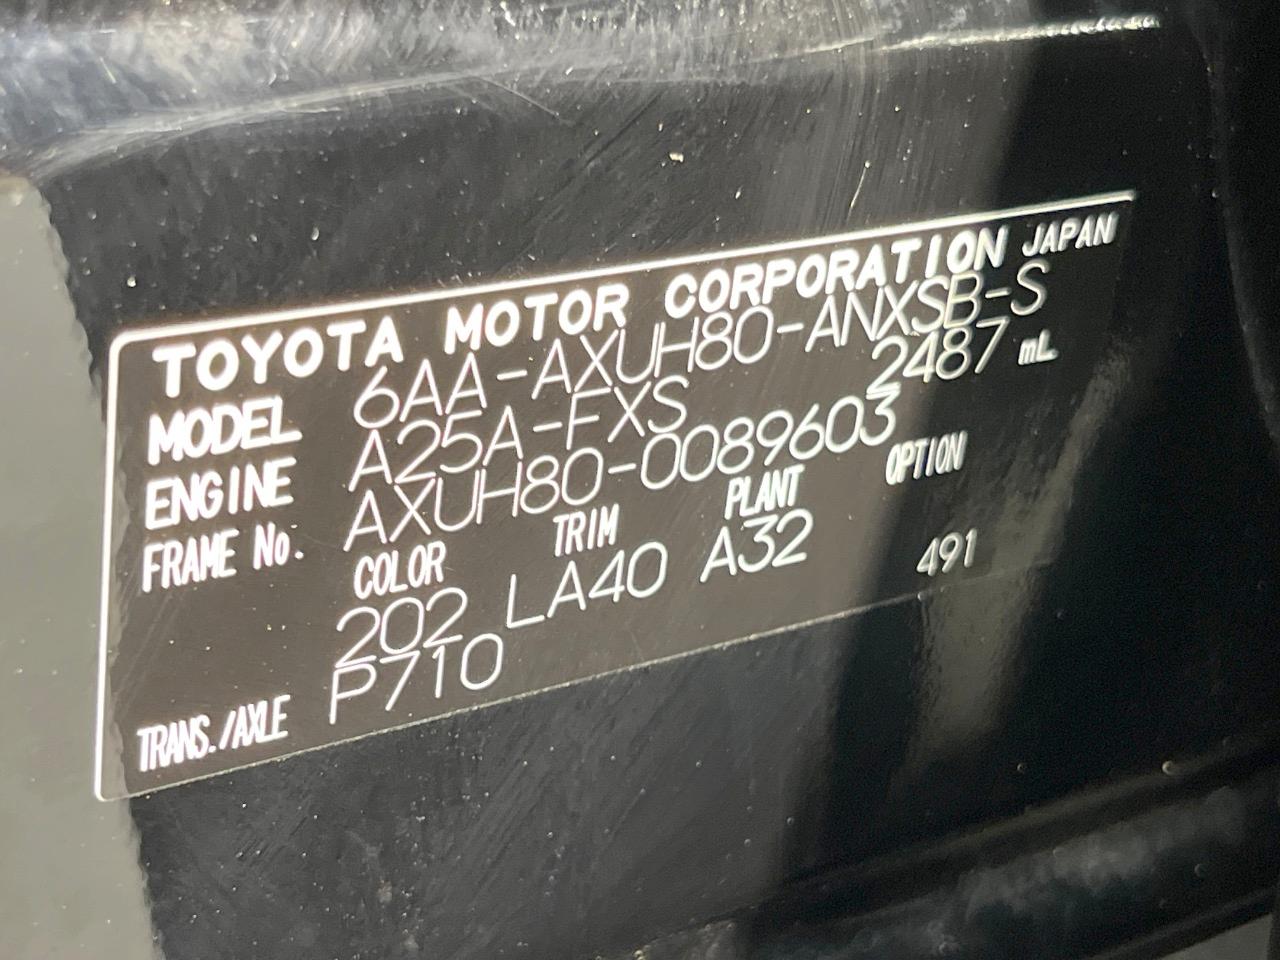 TOYOTA MOTOR CORPORATION JAPAN
MODEL 6AA-AXUH80-ANXSB-S
ENGINE A25A-FXS 2487 mL
FRAME No. AXUH80-0089603
COLOR TRIM PLANT OPTION
202 LA40 A32 491
TRANS./AXLE P710